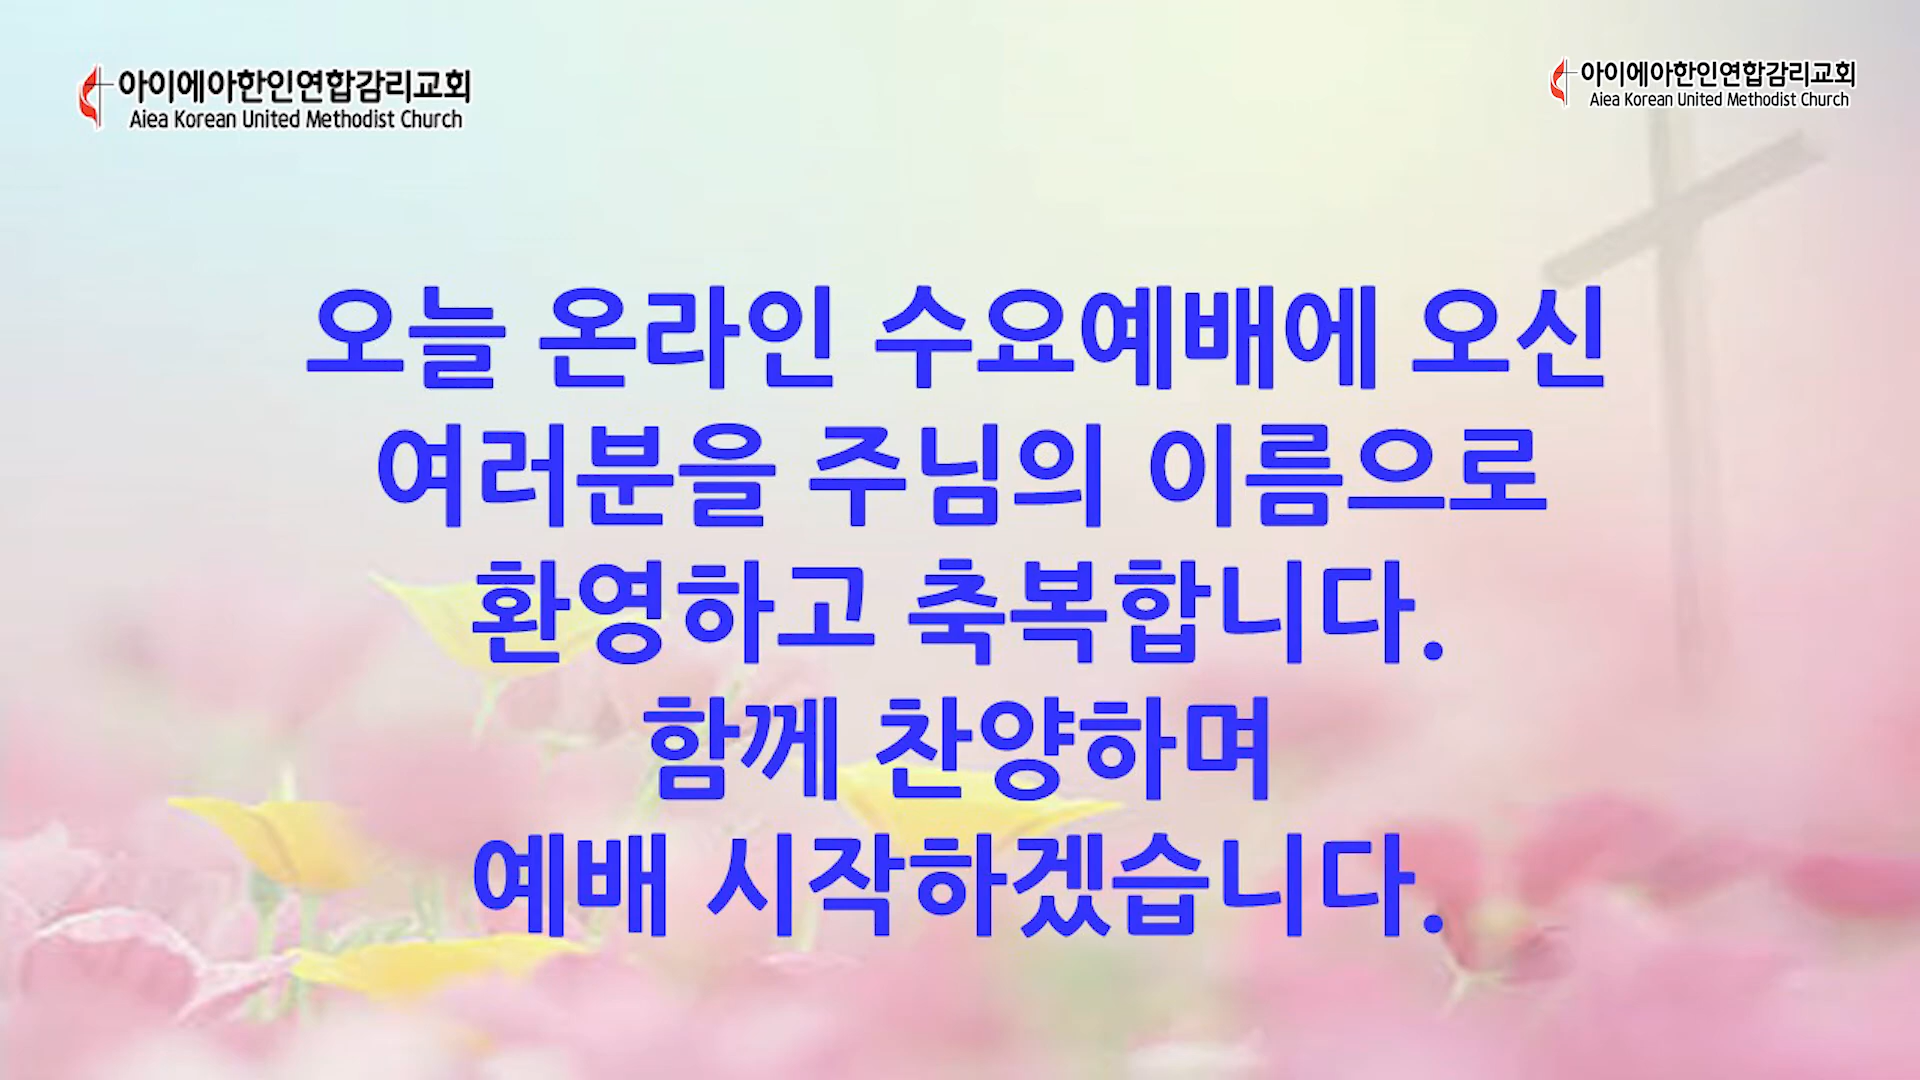 아이에아한인연합감리교회
Aiea Korean United Methodist Church
아이에아한인연합감리교회
Aiea Korean United Methodist Church
오늘 온라인 수요예배에 오신
여러분을 주님의 이름으로
환영하고 축복합니다.
함께 찬양하며
예배 시작하겠습니다.